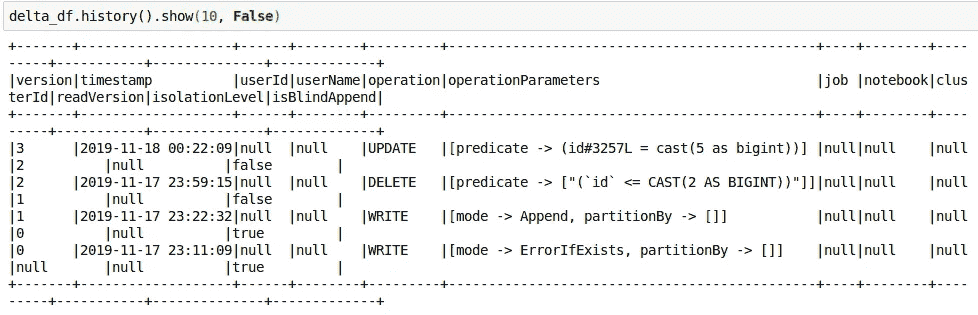 delta_df.history().show(10, False)
+-------+-------------------+------+--------+---------+----------------------------------------------+----+--------+----
-----+-----------+--------------+-------------+
|version|timestamp          |userId|userName|operation|operationParameters                           |job |notebook|clus
terId|readVersion|isolationLevel|isBlindAppend|
+-------+-------------------+------+--------+---------+----------------------------------------------+----+--------+----
-----+-----------+--------------+-------------+
|3      |2019-11-18 00:22:09|null  |null    |UPDATE   |[predicate -> (id#3257L = cast(5 as bigint))] |null|null    |null
|2          |null          |false        |
|2      |2019-11-17 23:59:15|null  |null    |DELETE   |[predicate -> ["(`id` <= CAST(2 AS BIGINT))"]]|null|null    |null
|1          |null          |false        |
|1      |2019-11-17 23:22:32|null  |null    |WRITE    |[mode -> Append, partitionBy -> []]           |null|null    |null
|0          |null          |true         |
|0      |2019-11-17 23:11:09|null  |null    |WRITE    |[mode -> ErrorIfExists, partitionBy -> []]    |null|null    |null
|null       |null          |true         |
+-------+-------------------+------+--------+---------+----------------------------------------------+----+--------+----
-----+-----------+--------------+-------------+